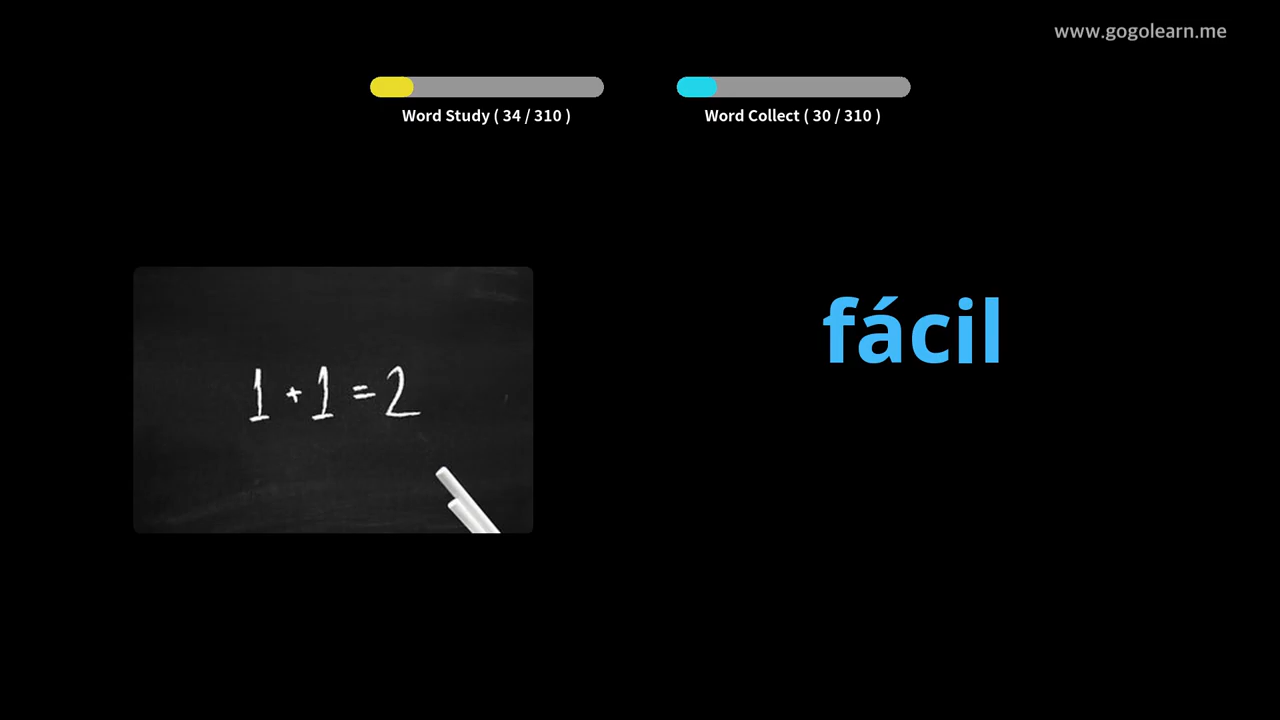 www.gogolearn.me
Word Study ( 34 / 310 )
Word Collect ( 30 / 310 )
fácil
1 + 1 = 2